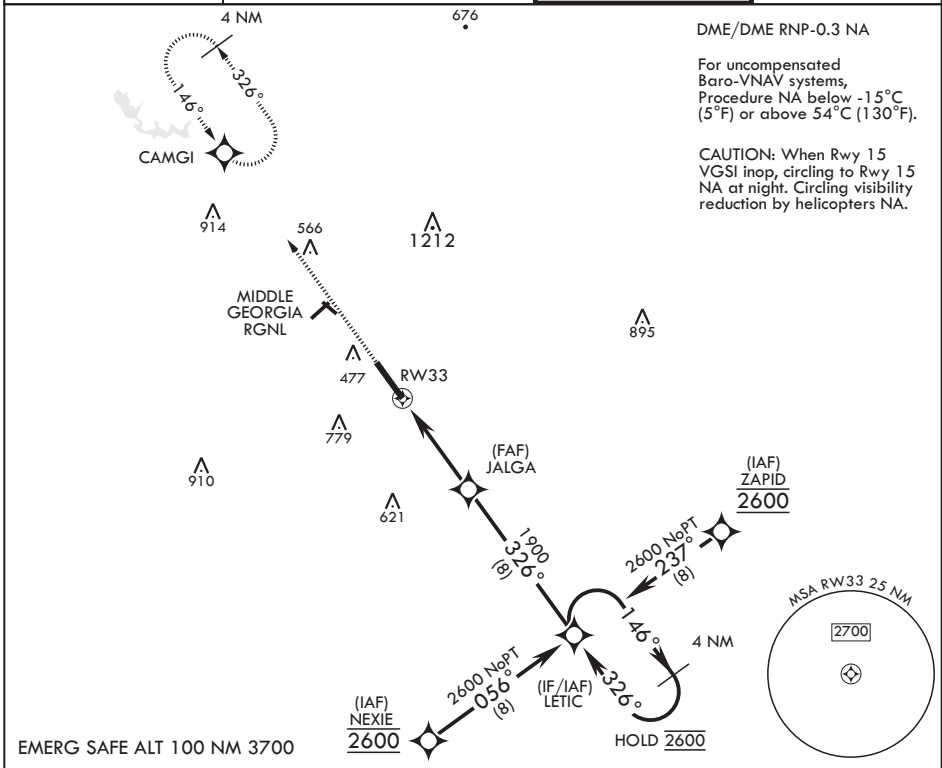 4 NM
676
DME/DME RNP-0.3 NA
For uncompensated
Baro-VNAV systems,
Procedure NA below -15°C
(5°F) or above 54°C (130°F).
CAUTION: When Rwy 15
VGSI inop, circling to Rwy 15
NA at night. Circling visibility
reduction by helicopters NA.
326°
146°
CAMGI
914
566
1212
MIDDLE
GEORGIA
RGNL
895
477
RW33
779
910
(FAF)
JALGA
621
(IAF)
ZAPID
2600
1900
326°
(8)
2600 NoPT
237°
(8)
MSA RW33 25 NM
2700
146°
4 NM
326°
2600 NoPT
056°
(8)
(IF/IAF)
LETIC
(IAF)
NEXIE
2600
HOLD 2600
EMERG SAFE ALT 100 NM 3700